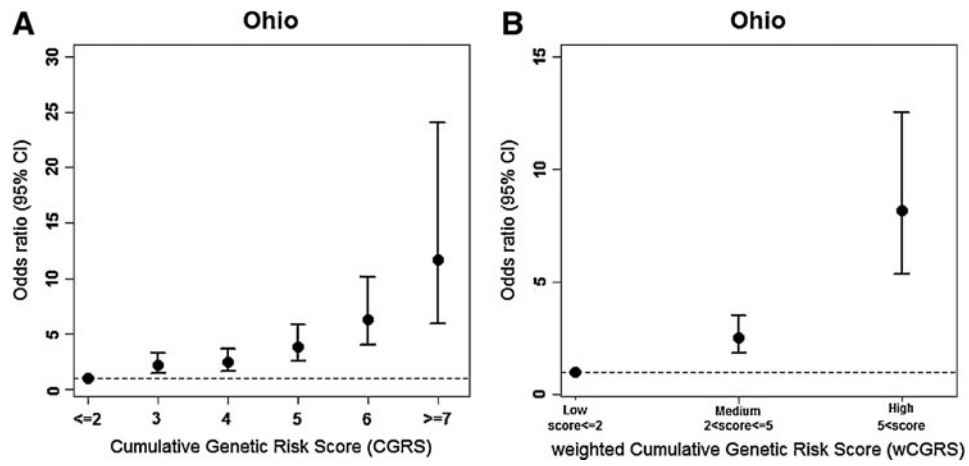 A
Ohio
Odds ratio (95% CI)
30
25
20
15
10
5
0
<=2 3 4 5 6 >=7
Cumulative Genetic Risk Score (CGRS)
B
Ohio
Odds ratio (95% CI)
15
10
5
0
Low Medium High
score<=2 2<score<=5 5<score
weighted Cumulative Genetic Risk Score (wCGRS)